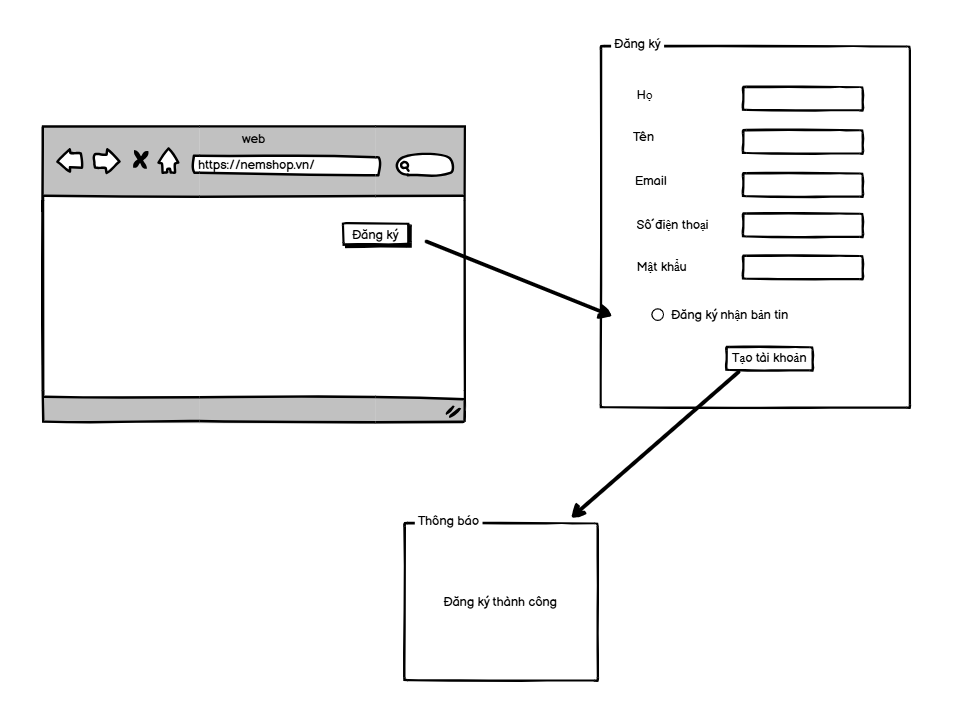 web
https://nemshop.vn/
Đăng ký
Đăng ký
Họ
Tên
Email
Số điện thoại
Mật khẩu
Đăng ký nhận bản tin
Tạo tài khoản
Thông báo
Đăng ký thành công